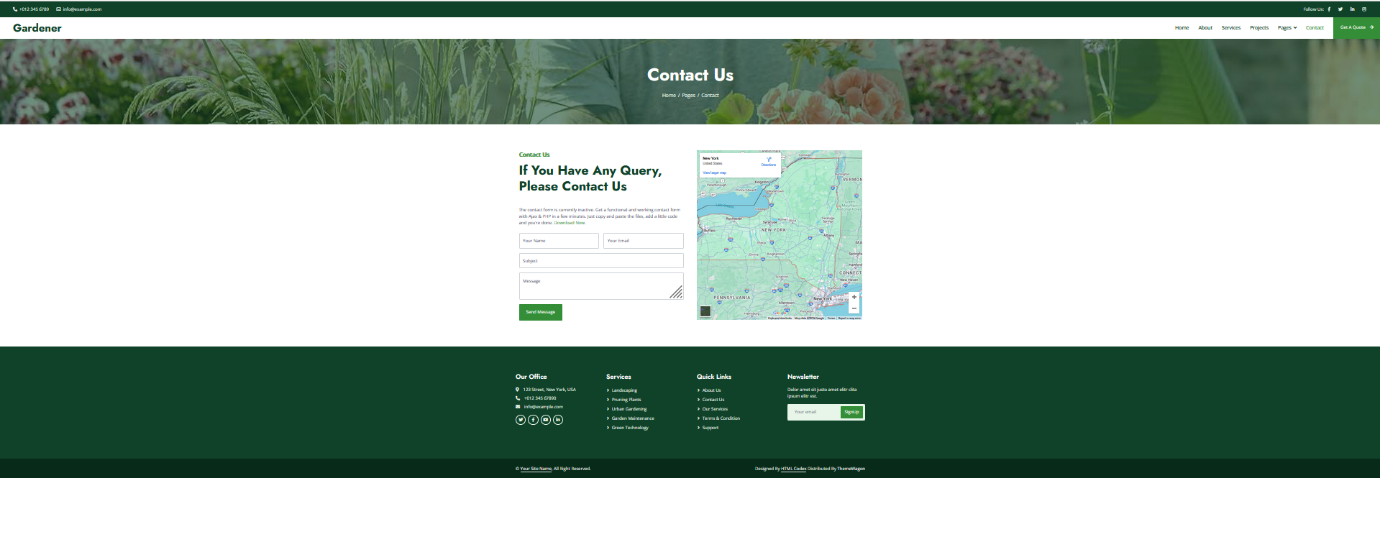 +012 345 6789 info@example.com Follow Us:
Gardener
Home About Services Projects Pages Contact Get A Quote
Contact Us
Home / Pages / Contact
Contact Us
If You Have Any Query,
Please Contact Us
The contact form is currently inactive. Get a functional and working contact form
with Ajax & PHP in a few minutes. Just copy and paste the files, add a little code
and you're done. Download Now.
Your Name
Your Email
Subject
Message
Send Message
New York
United States
Directions
View larger map
VERMONT
NEW YORK
Albany
CONNECT
PENNSYLVANIA
New York
Our Office
123 Street, New York, USA
+012 345 67890
info@example.com
Services
Landscaping
Pruning Plants
Urban Gardening
Garden Maintenance
Green Technology
Quick Links
About Us
Contact Us
Our Services
Terms & Condition
Support
Newsletter
Dolor amet sit justo amet elitr clita
ipsum elitr est.
Your email
SignUp
© Your Site Name, All Right Reserved.
Designed By HTML Codex Distributed By ThemeWagon